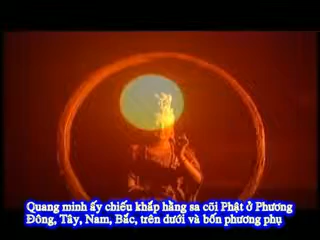 Quang minh ấy chiếu khắp hằng sa cõi Phật ở Phương
Đông, Tây, Nam, Bắc, trên dưới và bốn phương phụ